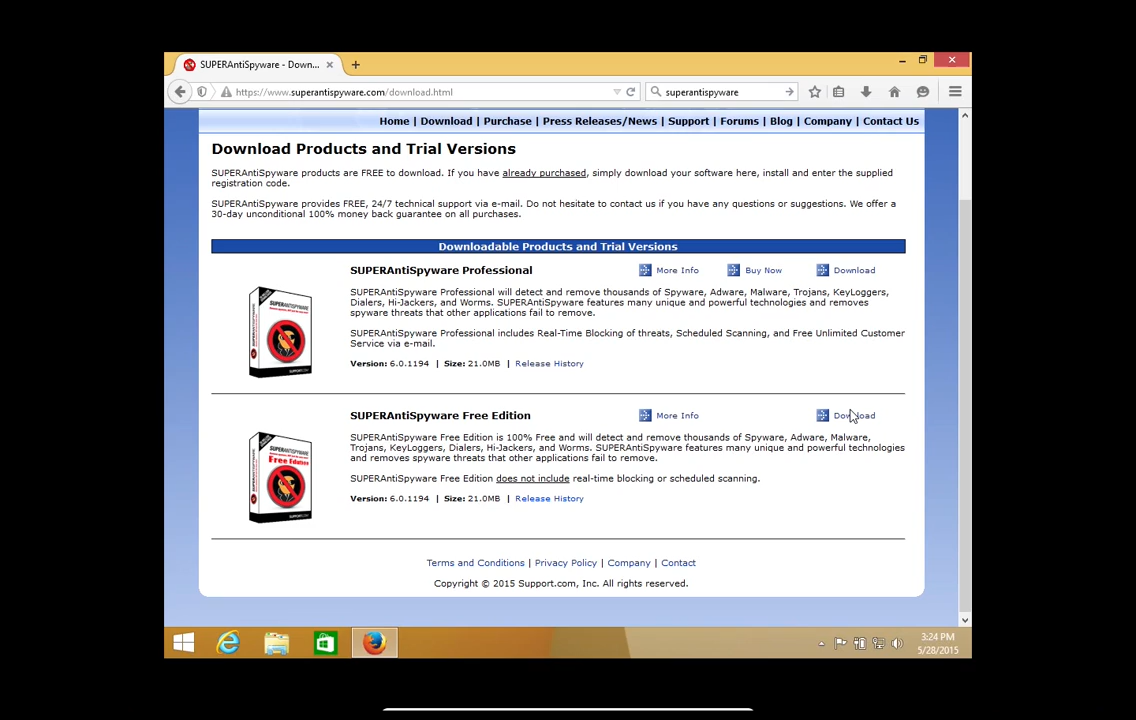 SUPERAntiSpyware - Down...
https://www.superantispyware.com/download.html
superantispyware
Home | Download | Purchase | Press Releases/News | Support | Forums | Blog | Company | Contact Us
Download Products and Trial Versions
SUPERAntiSpyware products are FREE to download. If you have already purchased, simply download your software here, install and enter the supplied
registration code.
SUPERAntiSpyware provides FREE, 24/7 technical support via e-mail. Do not hesitate to contact us if you have any questions or suggestions. We offer a
30-day unconditional 100% money back guarantee on all purchases.
Downloadable Products and Trial Versions
SUPERAntiSpyware Professional More Info Buy Now Download
SUPERAntiSpyware Professional will detect and remove thousands of Spyware, Adware, Malware, Trojans, KeyLoggers,
Dialers, Hi-Jackers, and Worms. SUPERAntiSpyware features many unique and powerful technologies and removes
spyware threats that other applications fail to remove.
SUPERAntiSpyware Professional includes Real-Time Blocking of threats, Scheduled Scanning, and Free Unlimited Customer
Service via e-mail.
Version: 6.0.1194 | Size: 21.0MB | Release History
SUPERAntiSpyware Free Edition More Info Download
SUPERAntiSpyware Free Edition is 100% Free and will detect and remove thousands of Spyware, Adware, Malware,
Trojans, KeyLoggers, Dialers, Hi-Jackers, and Worms. SUPERAntiSpyware features many unique and powerful technologies
and removes spyware threats that other applications fail to remove.
SUPERAntiSpyware Free Edition does not include real-time blocking or scheduled scanning.
Version: 6.0.1194 | Size: 21.0MB | Release History
Free Edition
Terms and Conditions | Privacy Policy | Company | Contact
Copyright © 2015 Support.com, Inc. All rights reserved.
3:24 PM
5/28/2015